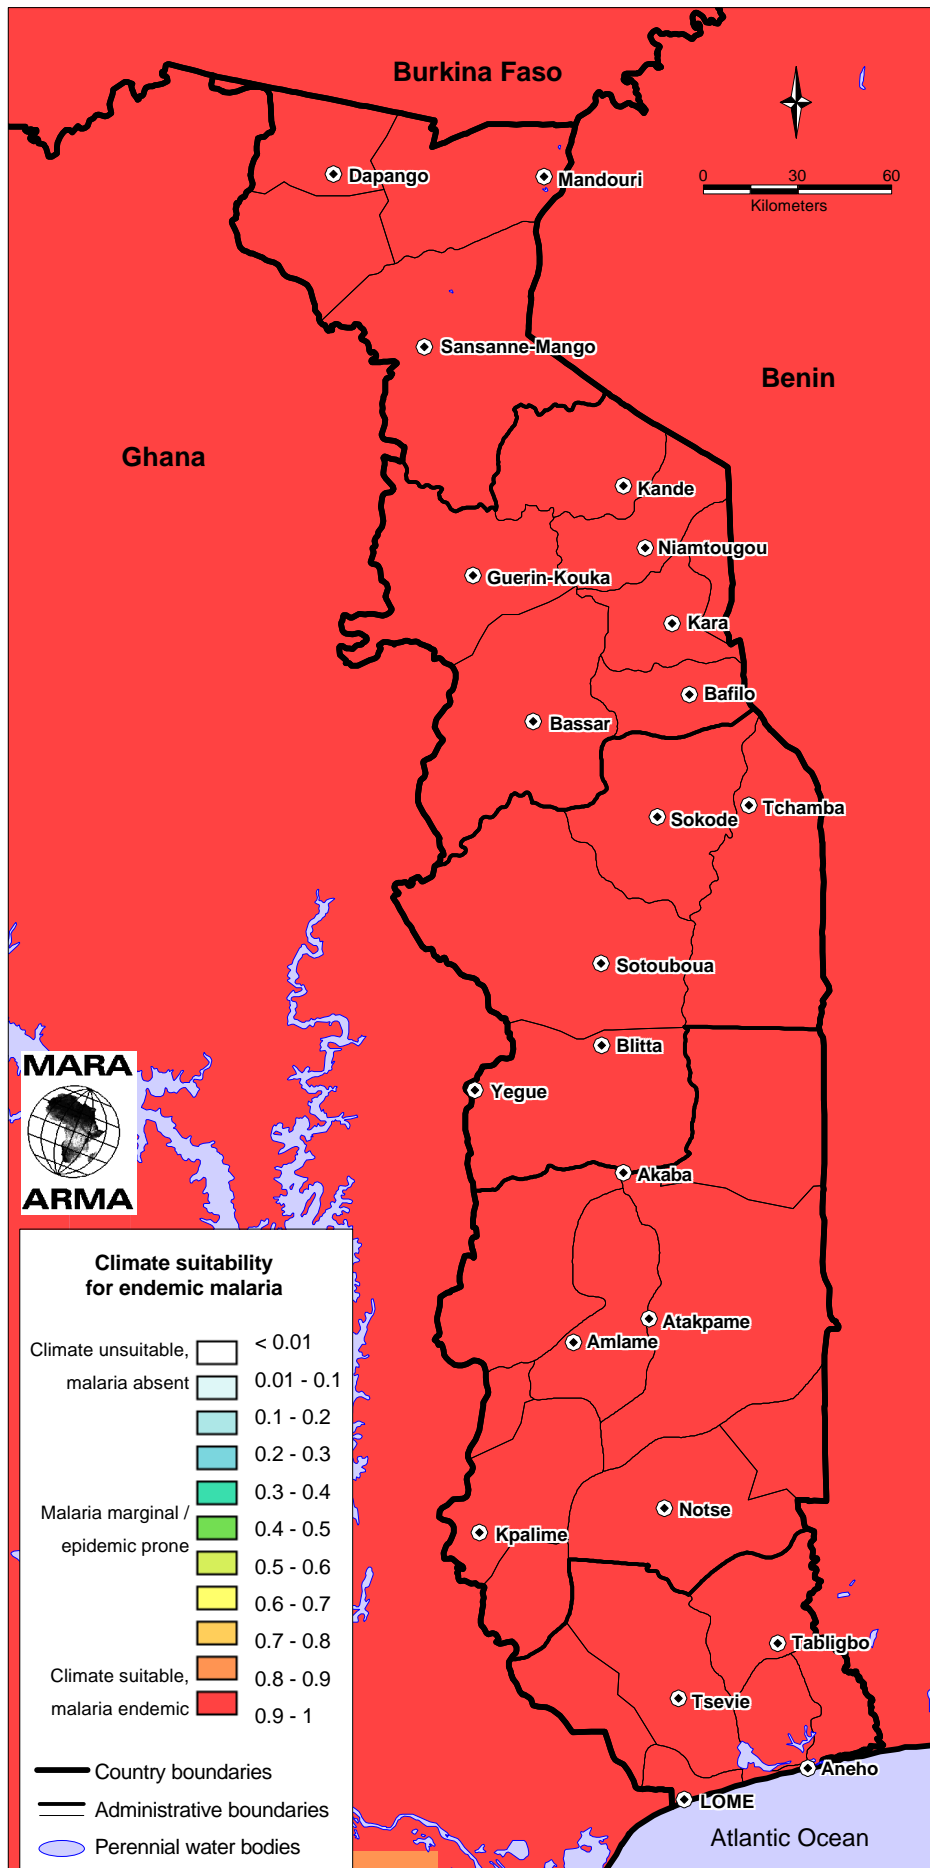 Burkina Faso
Dapango
Mandouri
0 30 60
Kilometers
Sansanne-Mango
Benin
Ghana
Kande
Niamtougou
Guerin-Kouka
Kara
Bafilo
Bassar
Tchamba
Sokode
Sotouboua
Blitta
Yegue
MARA
ARMA
Akaba
Atakpame
Amlame
Notse
Kpalime
Tabligbo
Tsevie
Aneho
LOME
Atlantic Ocean
Climate suitability
for endemic malaria
Climate unsuitable,
malaria absent
Malaria marginal /
epidemic prone
Climate suitable,
malaria endemic
< 0.01
0.01 - 0.1
0.1 - 0.2
0.2 - 0.3
0.3 - 0.4
0.4 - 0.5
0.5 - 0.6
0.6 - 0.7
0.7 - 0.8
0.8 - 0.9
0.9 - 1
Country boundaries
Administrative boundaries
Perennial water bodies